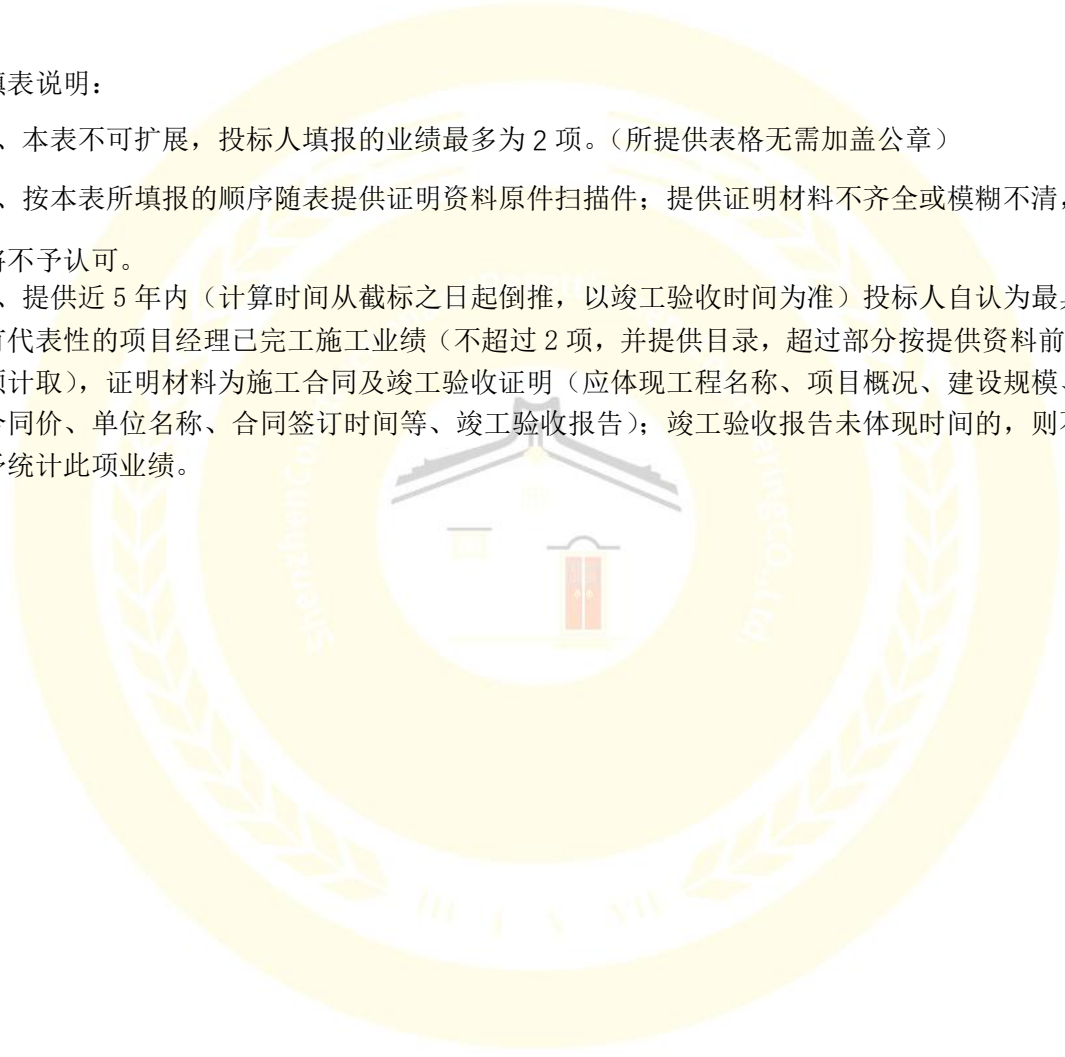 表说明：
、本表不可扩展，投标人填报的业绩最多为 2 项。（所提供表格无需加盖公章）
、按本表所填报的顺序随表提供证明资料原件扫描件；提供证明材料不齐全或模糊不清，
不予认可。
、提供近 5 年内（计算时间从截标之日起倒推，以竣工验收时间为准）投标人自认为最
代表性的项目经理已完工施工业绩（不超过 2 项，并提供目录，超过部分按提供资料前
计取），证明材料为施工合同及竣工验收证明（应体现工程名称、项目概况、建设规模、
同价、单位名称、合同签订时间等、竣工验收报告）；竣工验收报告未体现时间的，则
统计此项业绩。